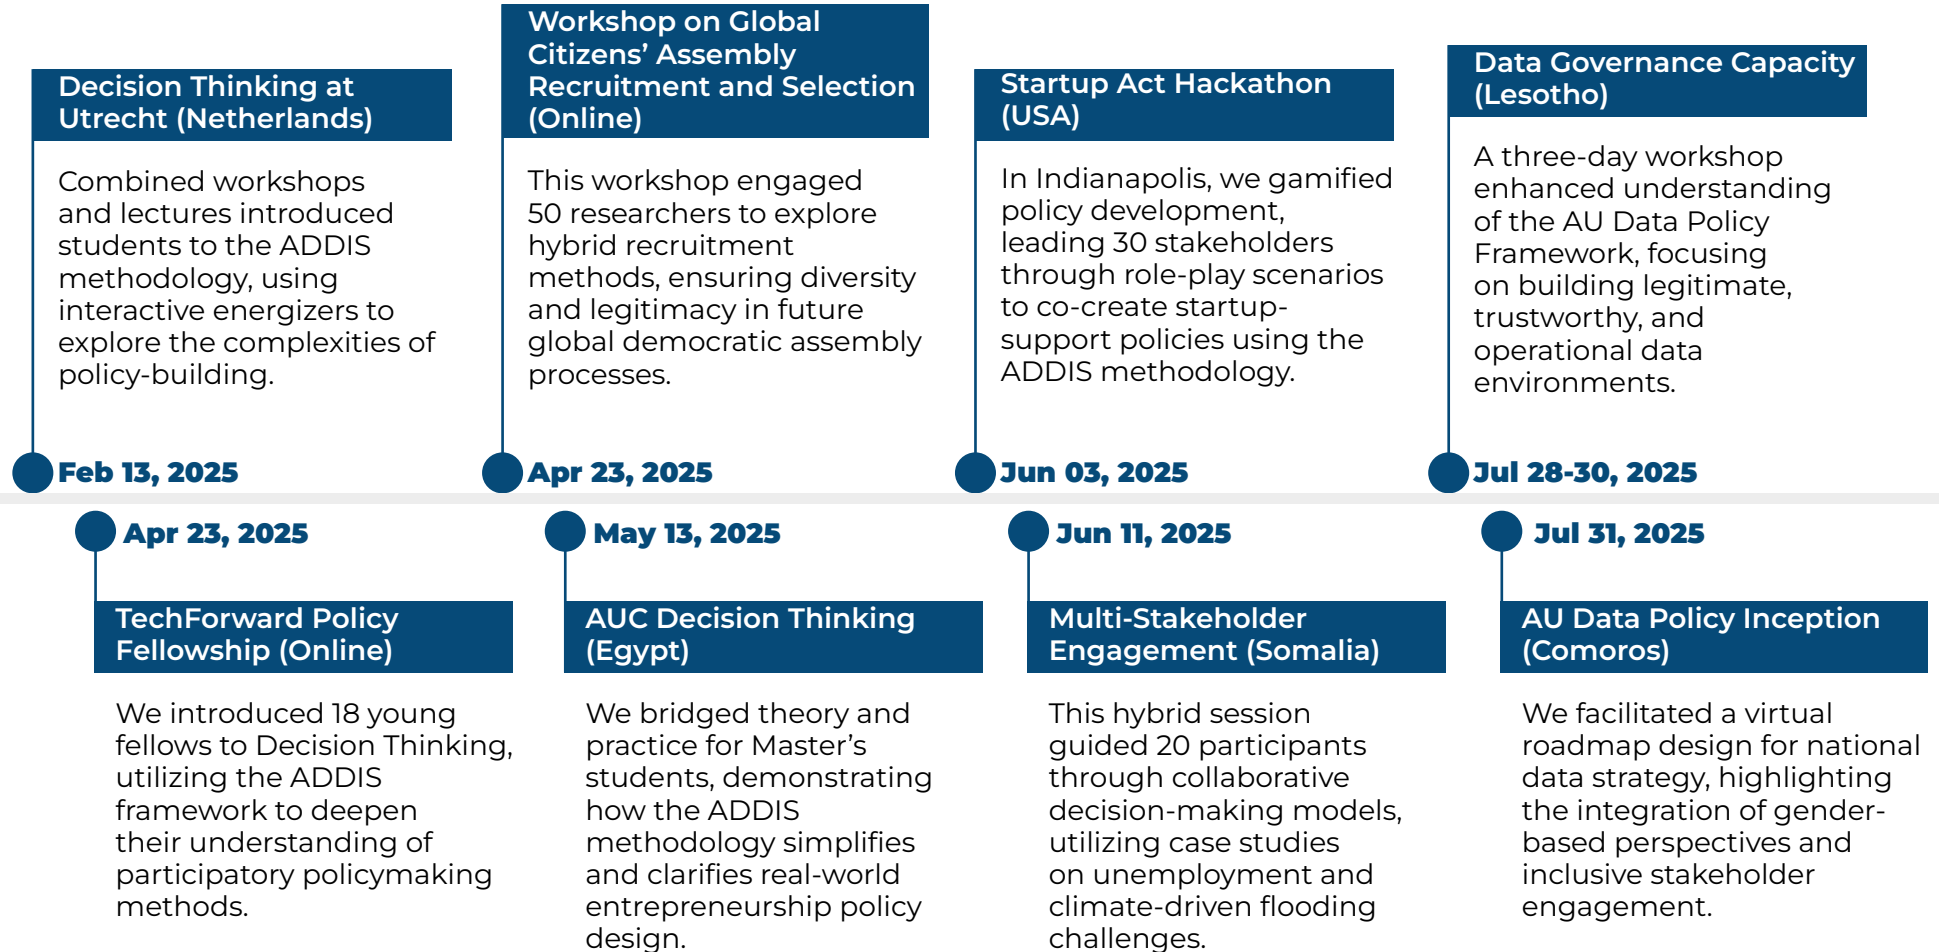 Decision Thinking at
Utrecht (Netherlands)
Combined workshops
and lectures introduced
students to the ADDIS
methodology, using
interactive energizers to
explore the complexities of
policy-building.
Feb 13, 2025
Workshop on Global
Citizens’ Assembly
Recruitment and Selection
(Online)
This workshop engaged
50 researchers to explore
hybrid recruitment
methods, ensuring diversity
and legitimacy in future
global democratic assembly
processes.
Apr 23, 2025
Startup Act Hackathon
(USA)
In Indianapolis, we gamified
policy development,
leading 30 stakeholders
through role-play scenarios
to co-create startup-
support policies using the
ADDIS methodology.
Jun 03, 2025
Data Governance Capacity
(Lesotho)
A three-day workshop
enhanced understanding
of the AU Data Policy
Framework, focusing
on building legitimate,
trustworthy, and
operational data
environments.
Jul 28-30, 2025
Apr 23, 2025
TechForward Policy
Fellowship (Online)
We introduced 18 young
fellows to Decision Thinking,
utilizing the ADDIS
framework to deepen
their understanding of
participatory policymaking
methods.
May 13, 2025
AUC Decision Thinking
(Egypt)
We bridged theory and
practice for Master’s
students, demonstrating
how the ADDIS
methodology simplifies
and clarifies real-world
entrepreneurship policy
design.
Jun 11, 2025
Multi-Stakeholder
Engagement (Somalia)
This hybrid session
guided 20 participants
through collaborative
decision-making models,
utilizing case studies
on unemployment and
climate-driven flooding
challenges.
Jul 31, 2025
AU Data Policy Inception
(Comoros)
We facilitated a virtual
roadmap design for national
data strategy, highlighting
the integration of gender-
based perspectives and
inclusive stakeholder
engagement.